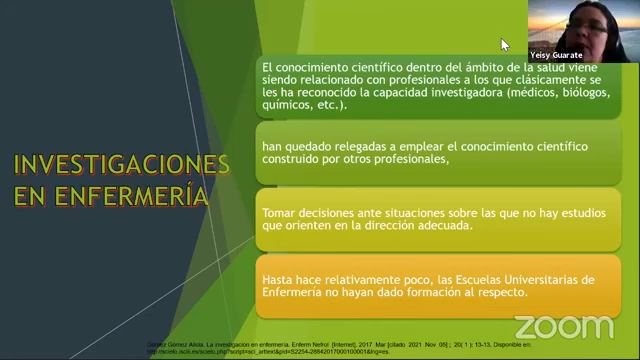 Yeisy Guarate
El conocimiento científico dentro del ámbito de la salud viene
siendo relacionado con profesionales a los que clásicamente se
les ha reconocido la capacidad investigadora (médicos, biólogos,
químicos, etc.).
han quedado relegadas a emplear el conocimiento científico
construido por otros profesionales,
INVESTIGACIONES
EN ENFERMERÍA
Tomar decisiones ante situaciones sobre las que no hay estudios
que orienten en la dirección adecuada.
Hasta hace relativamente poco, las Escuelas Universitarias de
Enfermería no hayan dado formación al respecto.
zoom
Gómez Gómez Alicia. La investigación en enfermería. Enferm Nefrol [Internet]. 2017 Mar [citado 2021 Nov 05] ; 20( 1 ): 13-13. Disponible en: